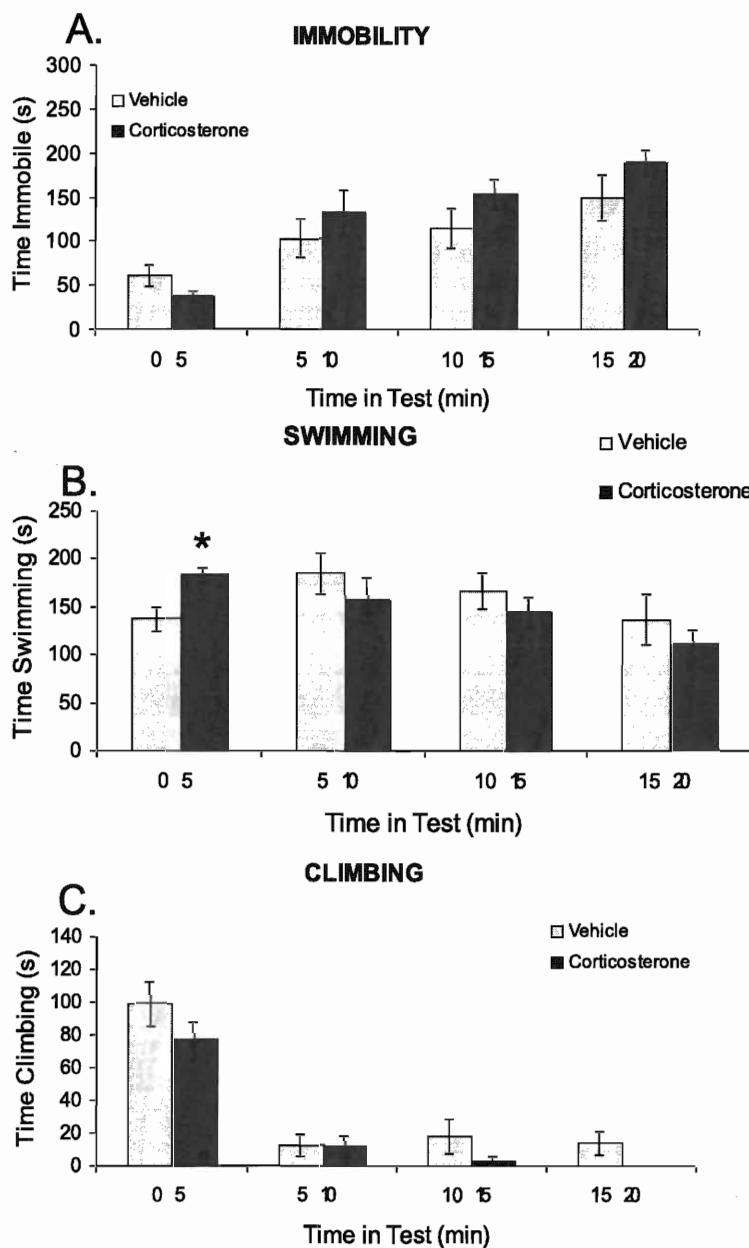 A.
IMMOBILITY
300
250
200
150
100
50
0
Time Immobile (s)
Vehicle
Corticosterone
0 5
5 10
10 15
15 20
Time in Test (min)
SWIMMING
B.
Vehicle
Corticosterone
250
200
150
100
50
0
Time Swimming (s)
*
0 5
5 10
10 15
15 20
Time in Test (min)
CLIMBING
C.
Vehicle
Corticosterone
140
120
100
80
60
40
20
0
Time Climbing (s)
0 5
5 10
10 15
15 20
Time in Test (min)